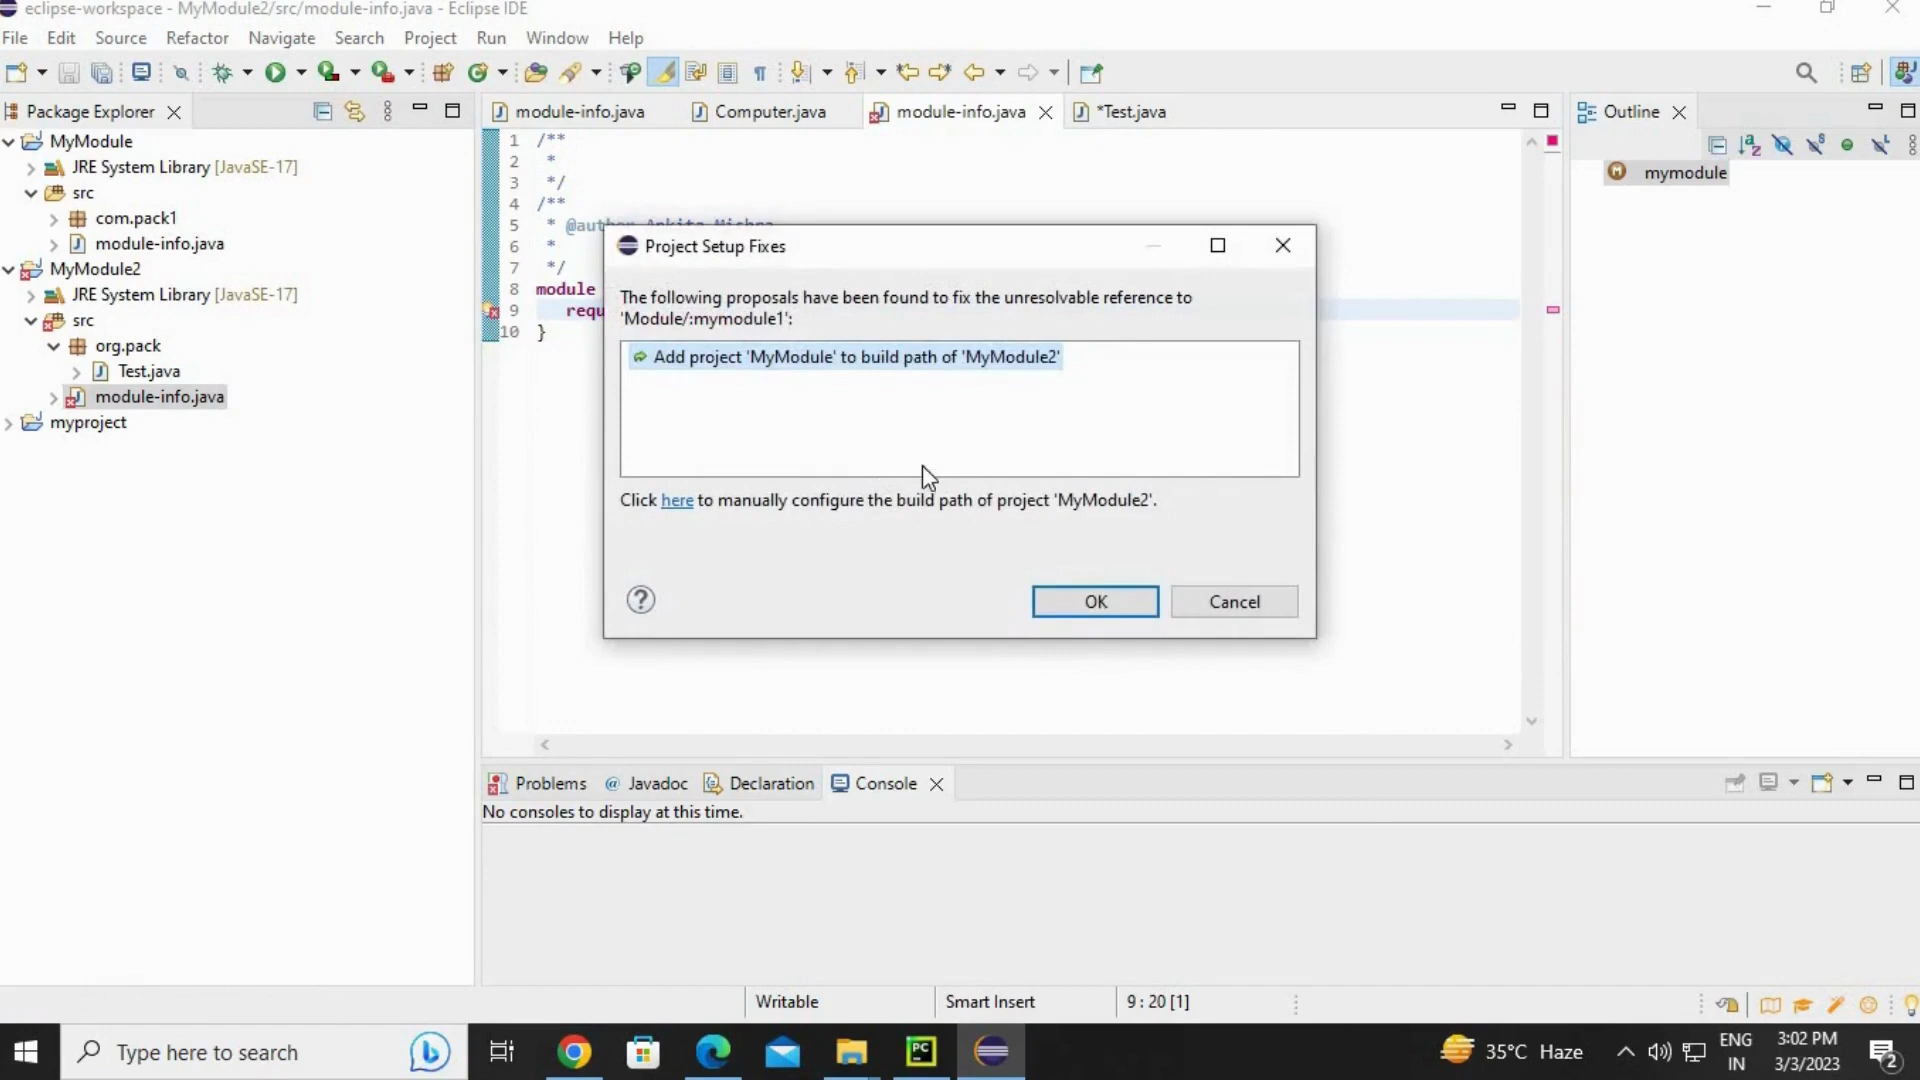 eclipse-workspace - MyModule2/src/module-info.java - Eclipse IDE
File Edit Source Refactor Navigate Search Project Run Window Help
Package Explorer
module-info.java Computer.java module-info.java *Test.java
Outline
MyModule
JRE System Library [JavaSE-17]
src
com.pack1
module-info.java
MyModule2
JRE System Library [JavaSE-17]
src
org.pack
Test.java
module-info.java
myproject
1 /**
2 *
3 */
4 /**
5 * @author Ankita Mishra
6 *
7 */
8 module
9 requ
10 }
mymodule
Project Setup Fixes
The following proposals have been found to fix the unresolvable reference to
'Module/:mymodule1':
Add project 'MyModule' to build path of 'MyModule2'
Click here to manually configure the build path of project 'MyModule2'.
?
OK Cancel
Problems @ Javadoc Declaration Console
No consoles to display at this time.
Writable Smart Insert 9 : 20 [1]
Type here to search
PC
35°C Haze
ENG
IN
3:02 PM
3/3/2023
2